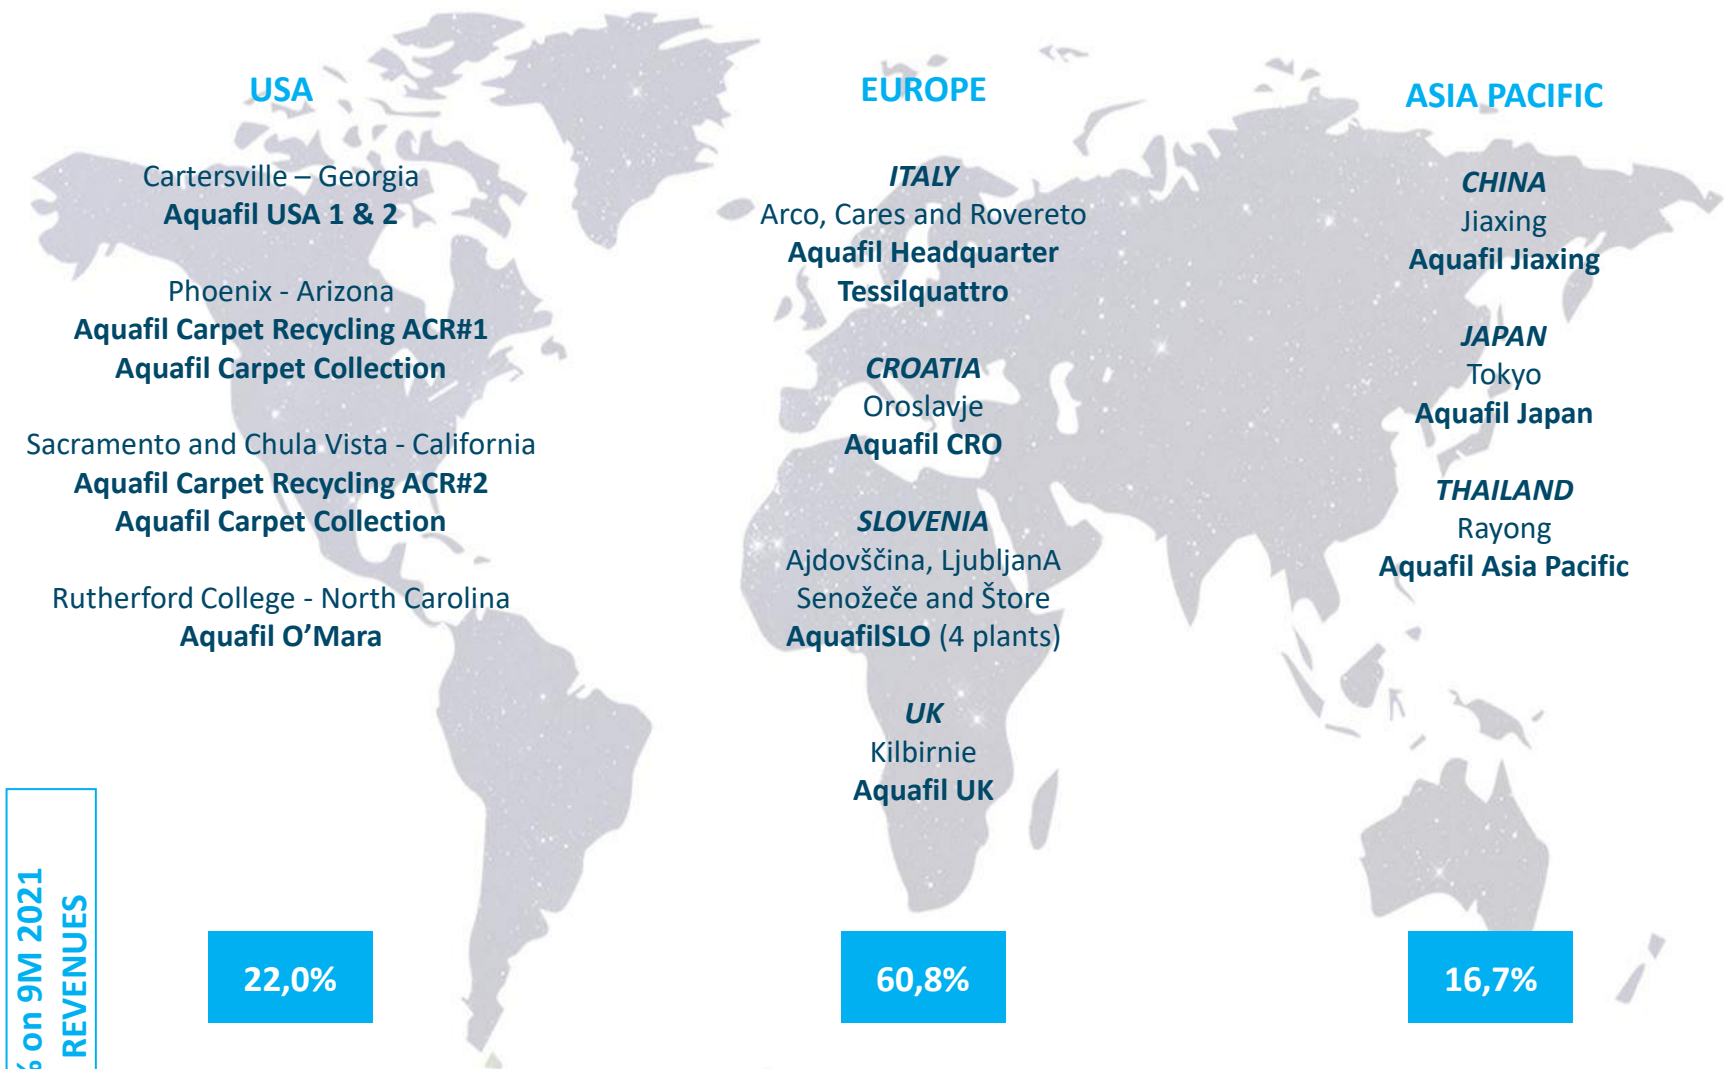 USA
Cartersville – Georgia
Aquafil USA 1 & 2
Phoenix - Arizona
Aquafil Carpet Recycling ACR#1
Aquafil Carpet Collection
Sacramento and Chula Vista - California
Aquafil Carpet Recycling ACR#2
Aquafil Carpet Collection
Rutherford College - North Carolina
Aquafil O’Mara
EUROPE
ITALY
Arco, Cares and Rovereto
Aquafil Headquarter
Tessilquattro
CROATIA
Oroslavje
Aquafil CRO
SLOVENIA
Ajdovščina, LjubljanA
Senožeče and Štore
AquafilSLO (4 plants)
UK
Kilbirnie
Aquafil UK
ASIA PACIFIC
CHINA
Jiaxing
Aquafil Jiaxing
JAPAN
Tokyo
Aquafil Japan
THAILAND
Rayong
Aquafil Asia Pacific
% on 9M 2021
REVENUES
22,0%
60,8%
16,7%